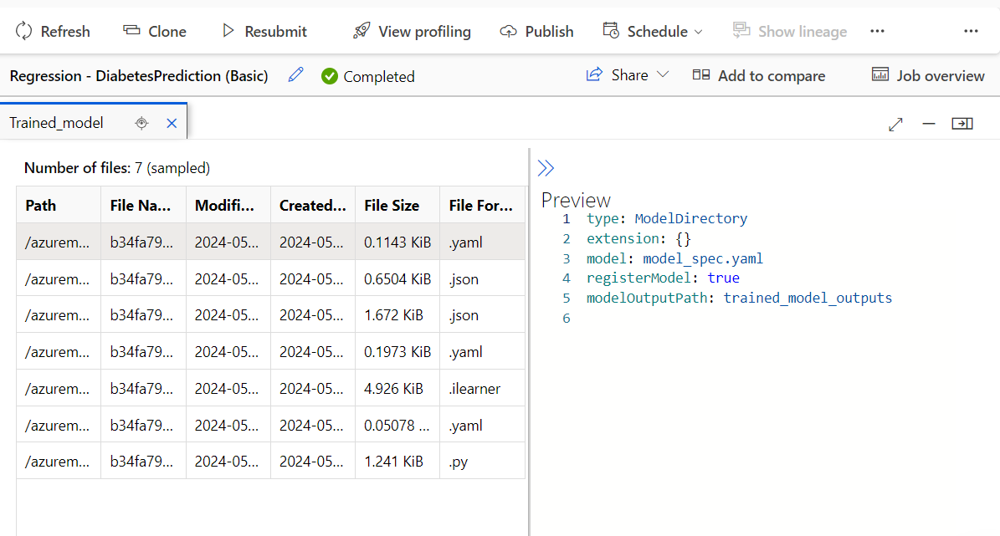 Refresh Clone Resubmit View profiling Publish Schedule Show lineage ... ...
Regression - DiabetesPrediction (Basic) Completed Share Add to compare Job overview
Trained_model
Number of files: 7 (sampled)
Path File Na... Modifi... Created... File Size File For...
/azurem... b34fa79... 2024-05... 2024-05... 0.1143 KiB .yaml
/azurem... b34fa79... 2024-05... 2024-05... 0.6504 KiB .json
/azurem... b34fa79... 2024-05... 2024-05... 1.672 KiB .json
/azurem... b34fa79... 2024-05... 2024-05... 0.1973 KiB .yaml
/azurem... b34fa79... 2024-05... 2024-05... 4.926 KiB .ilearner
/azurem... b34fa79... 2024-05... 2024-05... 0.05078 ... .yaml
/azurem... b34fa79... 2024-05... 2024-05... 1.241 KiB .py
Preview
1 type: ModelDirectory
2 extension: {}
3 model: model_spec.yaml
4 registerModel: true
5 modelOutputPath: trained_model_outputs
6